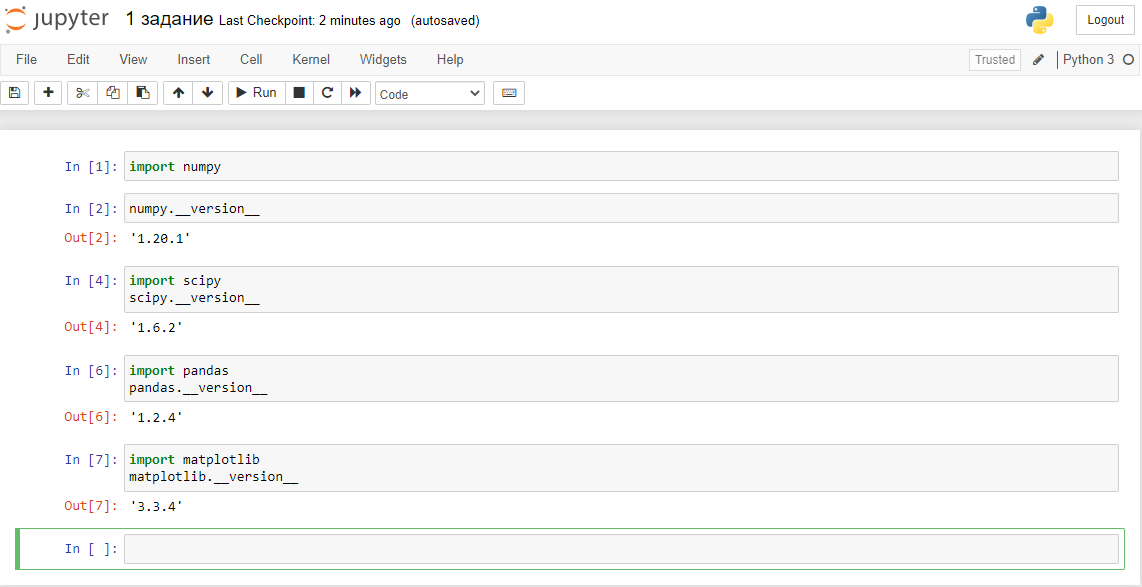 jupyter 1 задание Last Checkpoint: 2 minutes ago (autosaved)
Logout
File Edit View Insert Cell Kernel Widgets Help
Trusted Python 3
Run Code
In [1]: import numpy
In [2]: numpy.__version__
Out[2]: '1.20.1'
In [4]: import scipy
scipy.__version__
Out[4]: '1.6.2'
In [6]: import pandas
pandas.__version__
Out[6]: '1.2.4'
In [7]: import matplotlib
matplotlib.__version__
Out[7]: '3.3.4'
In [ ]: